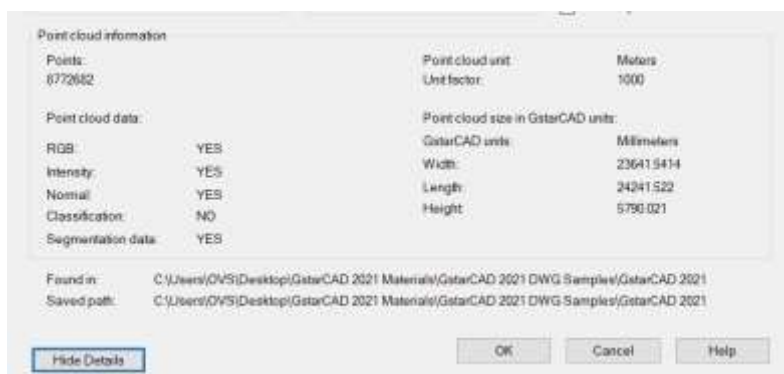 Point cloud information
Points: Point cloud unit: Meters
8772682 Unit factor: 1000
Point cloud data: Point cloud size in GstarCAD units:
RGB: YES GstarCAD units: Millimeters
Intensity: YES Width: 23641.5414
Normal: YES Length: 24241.522
Classification: NO Height: 5790.021
Segmentation data: YES
Found in: C:\Users\OVS\Desktop\GstarCAD 2021 Materials\GstarCAD 2021 DWG Samples\GstarCAD 2021
Saved path: C:\Users\OVS\Desktop\GstarCAD 2021 Materials\GstarCAD 2021 DWG Samples\GstarCAD 2021
Hide Details OK Cancel Help